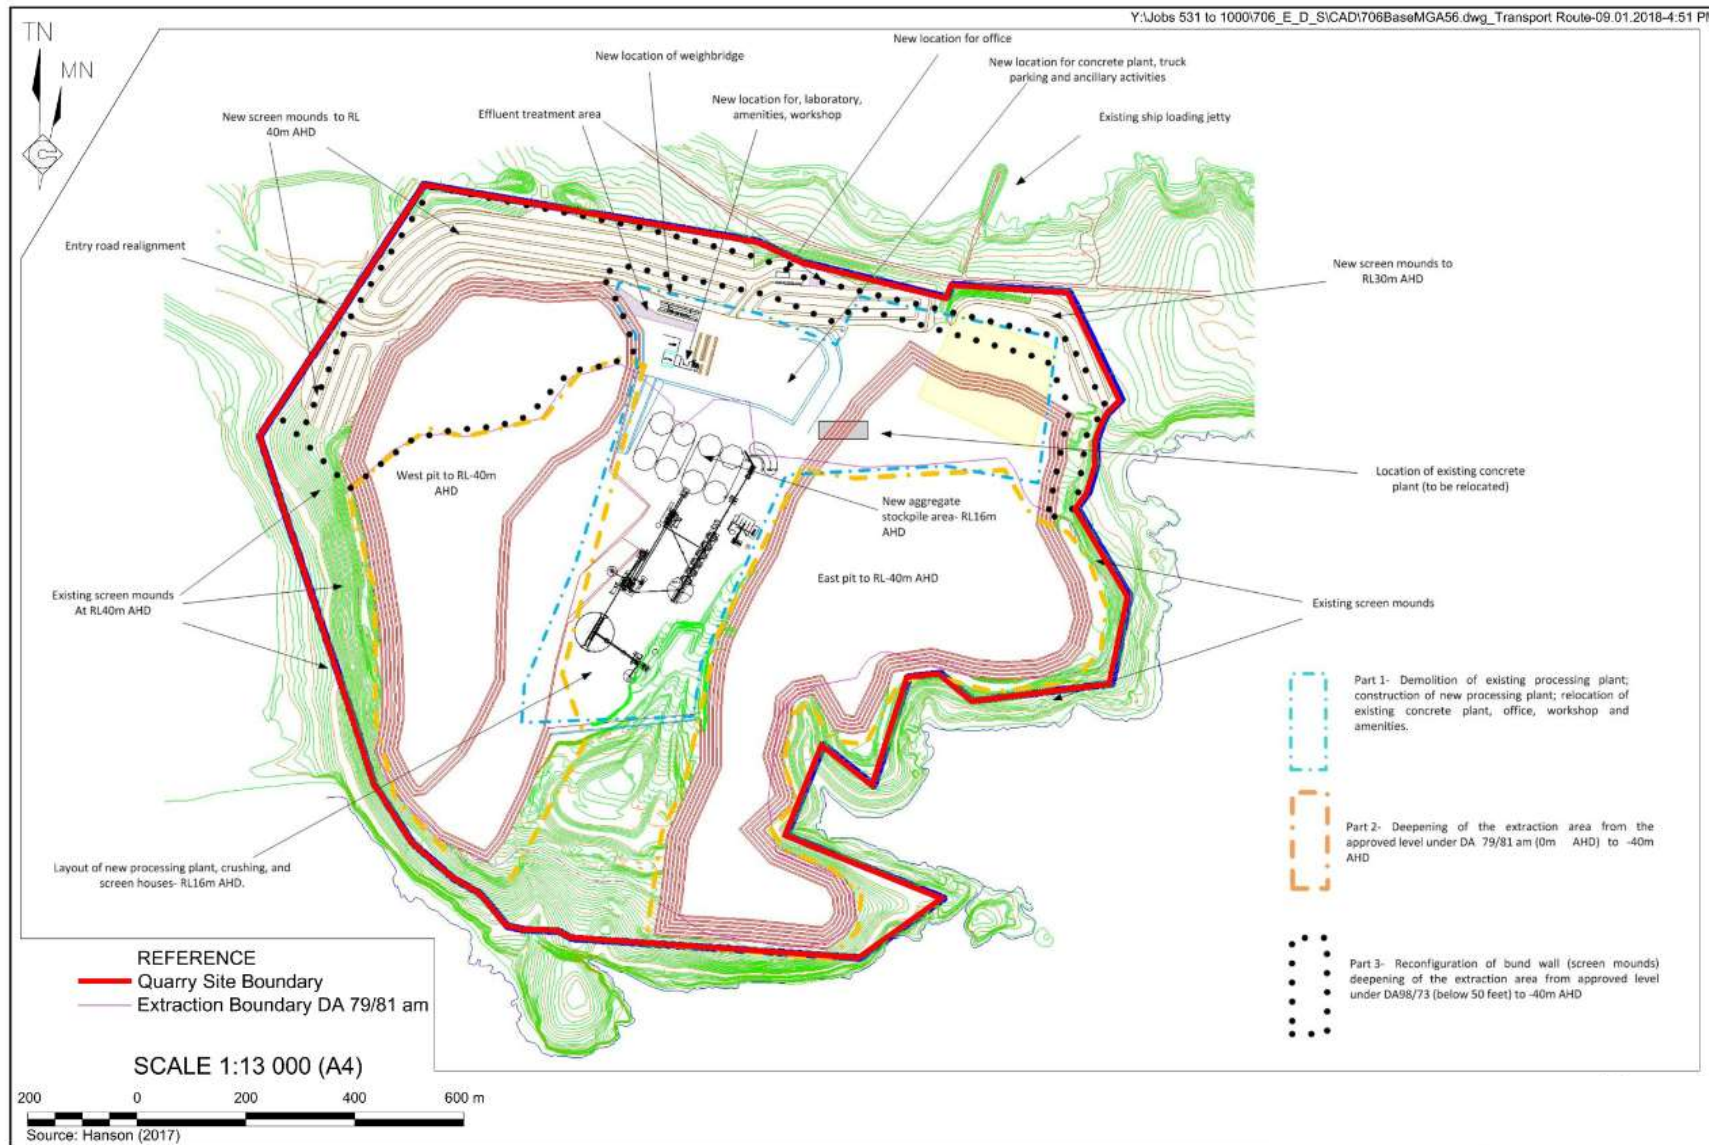 Y:\Jobs 531 to 1000\706_E_D_S\CAD\706BaseMGA56.dwg_Transport Route-09.01.2018-4:51 PM
TN
MN
New location for office
New location of weighbridge
New location for concrete plant, truck
parking and ancillary activities
New location for, laboratory,
amenities, workshop
New screen mounds to RL
40m AHD
Effluent treatment area
Existing ship loading jetty
Entry road realignment
New screen mounds to
RL30m AHD
West pit to RL-40m
AHD
Location of existing concrete
plant (to be relocated)
New aggregate
stockpile area- RL16m
AHD
East pit to RL-40m AHD
Existing screen mounds
At RL40m AHD
Existing screen mounds
Part 1- Demolition of existing processing plant;
construction of new processing plant; relocation of
existing concrete plant, office, workshop and
amenities.
Part 2- Deepening of the extraction area from the
approved level under DA 79/81 am (0m AHD) to -40m
AHD
Layout of new processing plant, crushing, and
screen houses- RL16m AHD.
Part 3- Reconfiguration of bund wall (screen mounds)
deepening of the extraction area from approved level
under DA98/73 (below 50 feet) to -40m AHD
REFERENCE
Quarry Site Boundary
Extraction Boundary DA 79/81 am
SCALE 1:13 000 (A4)
200 0 200 400 600 m
Source: Hanson (2017)